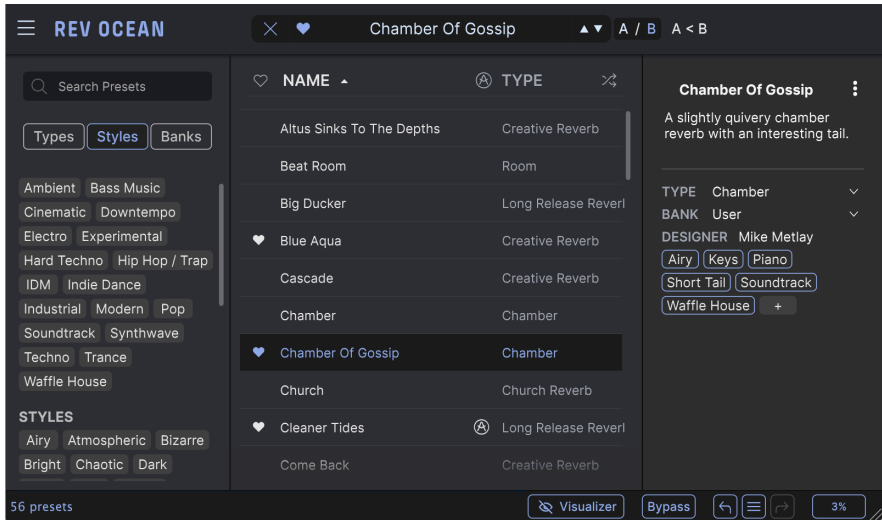 REV OCEAN
Chamber Of Gossip
A / B A < B
Search Presets
Types Styles Banks
Ambient Bass Music
Cinematic Downtempo
Electro Experimental
Hard Techno Hip Hop / Trap
IDM Indie Dance
Industrial Modern Pop
Soundtrack Synthwave
Techno Trance
Waffle House
STYLES
Airy Atmospheric Bizarre
Bright Chaotic Dark
NAME TYPE
Altus Sinks To The Depths Creative Reverb
Beat Room Room
Big Ducker Long Release Reverl
Blue Aqua Creative Reverb
Cascade Creative Reverb
Chamber Chamber
Chamber Of Gossip Chamber
Church Church Reverb
Cleaner Tides Long Release Reverl
Come Back Creative Reverb
Chamber Of Gossip
A slightly quivery chamber
reverb with an interesting tail.
TYPE Chamber
BANK User
DESIGNER Mike Metlay
Airy Keys Piano
Short Tail Soundtrack
Waffle House +
56 presets
Visualizer Bypass 3%